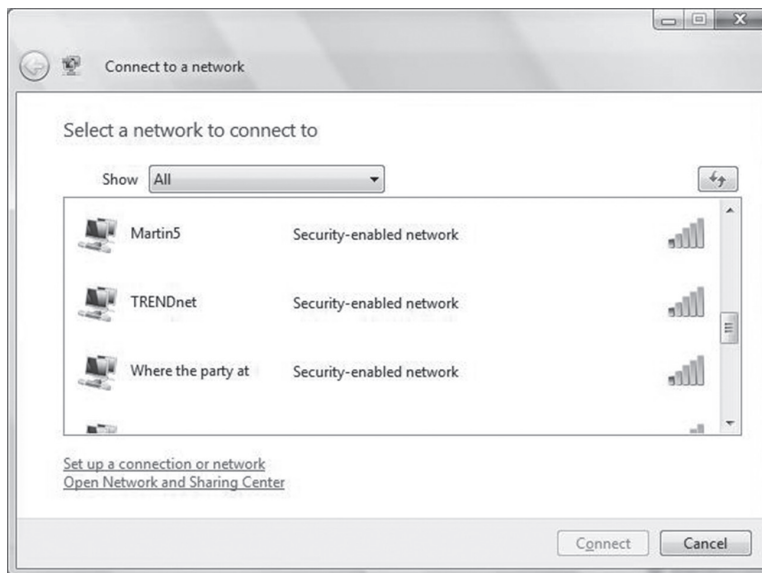 Connect to a network
Select a network to connect to
Show All
Martin5 Security-enabled network
TRENDnet Security-enabled network
Where the party at Security-enabled network
Set up a connection or network
Open Network and Sharing Center
Connect Cancel